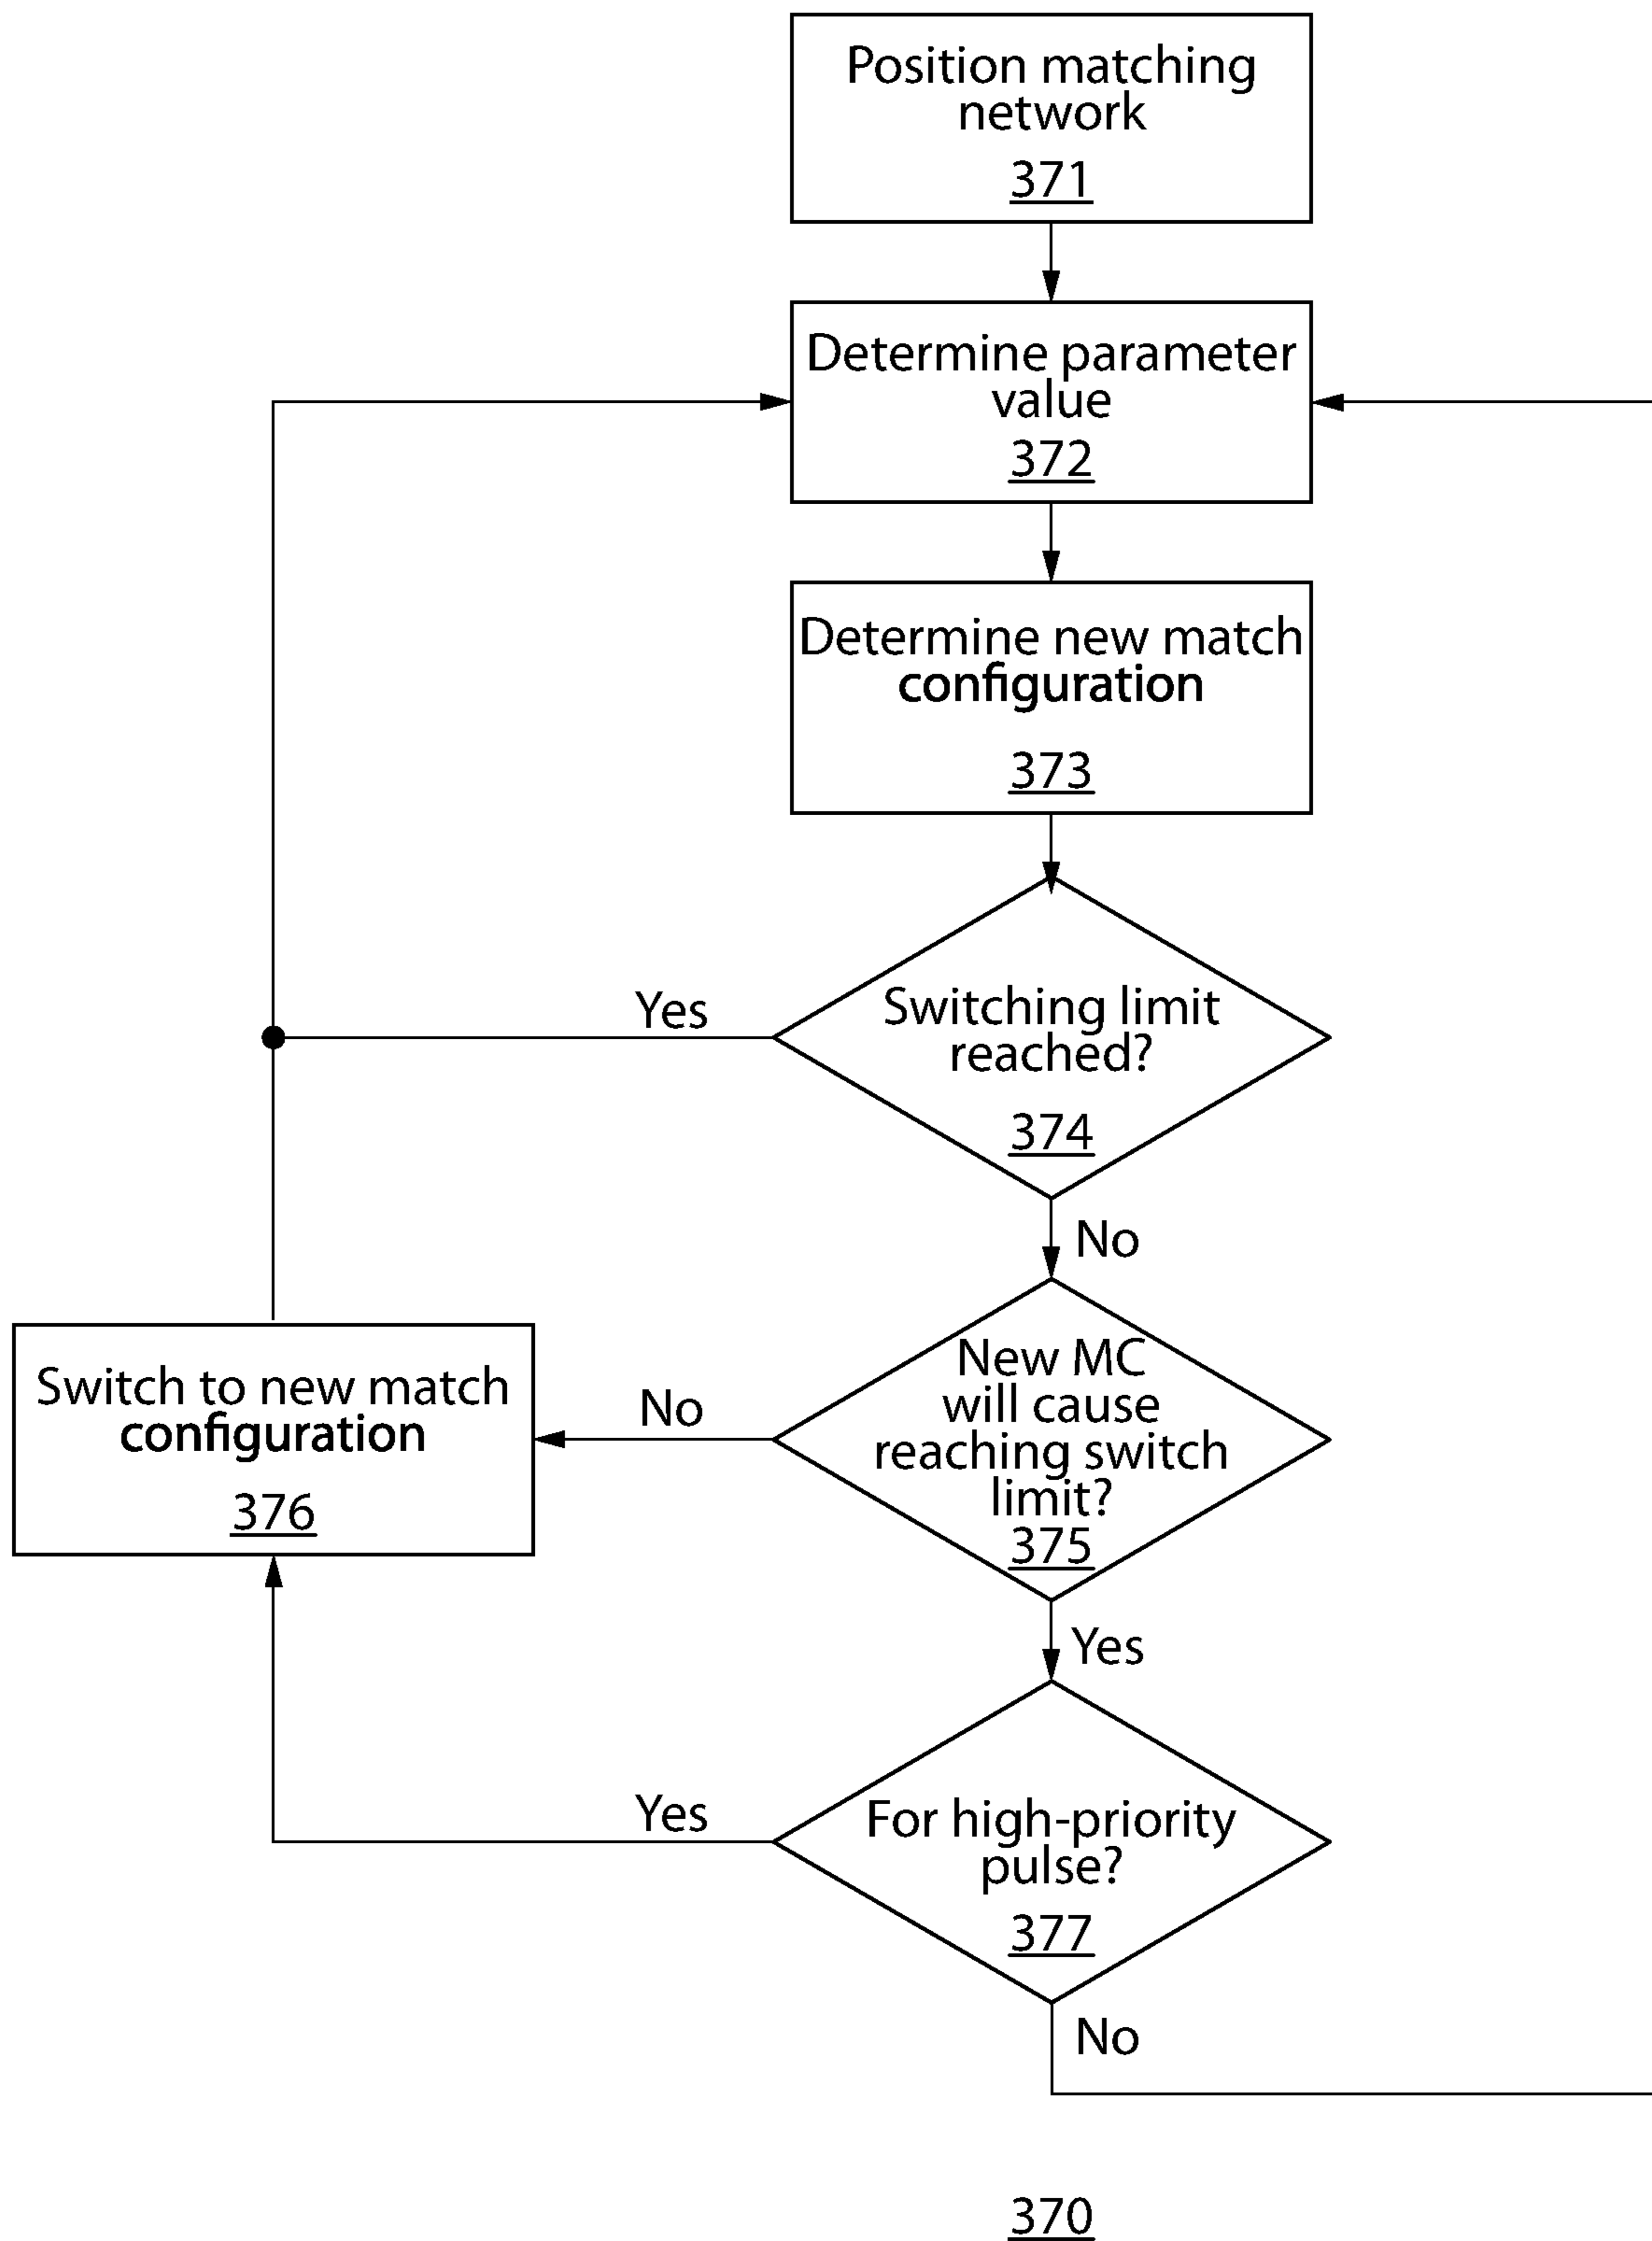 Position matching
network
371
Determine parameter
value
372
Determine new match
configuration
373
Switching limit
reached?
374
Yes
No
New MC
will cause
reaching switch
limit?
375
No
Yes
Switch to new match
configuration
376
For high-priority
pulse?
377
Yes
No
370